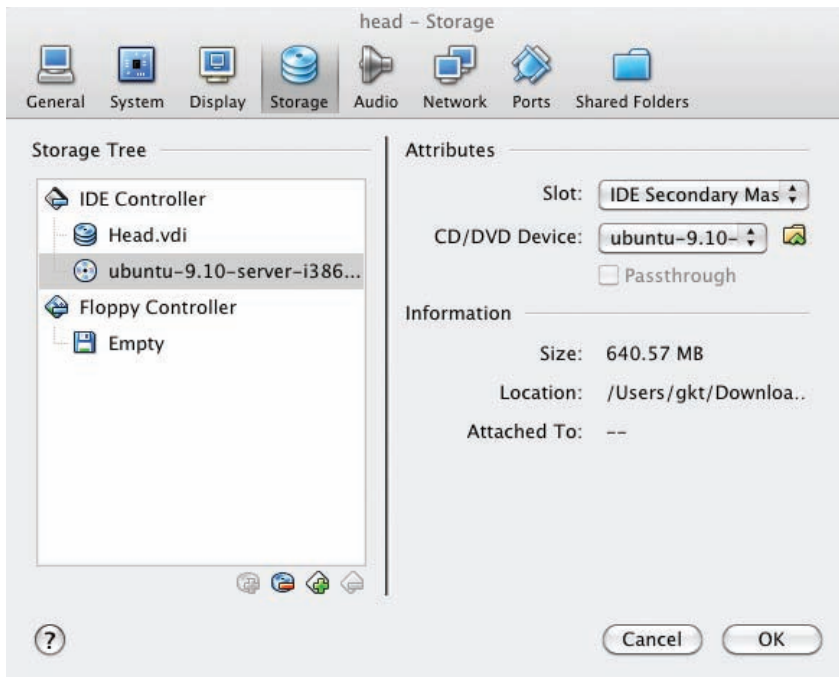 head – Storage
General System Display Storage Audio Network Ports Shared Folders
Storage Tree
IDE Controller
Head.vdi
ubuntu-9.10-server-i386...
Floppy Controller
Empty
Attributes
Slot: IDE Secondary Mas
CD/DVD Device: ubuntu-9.10-
Passthrough
Information
Size: 640.57 MB
Location: /Users/gkt/Downloa..
Attached To: --
?
Cancel OK